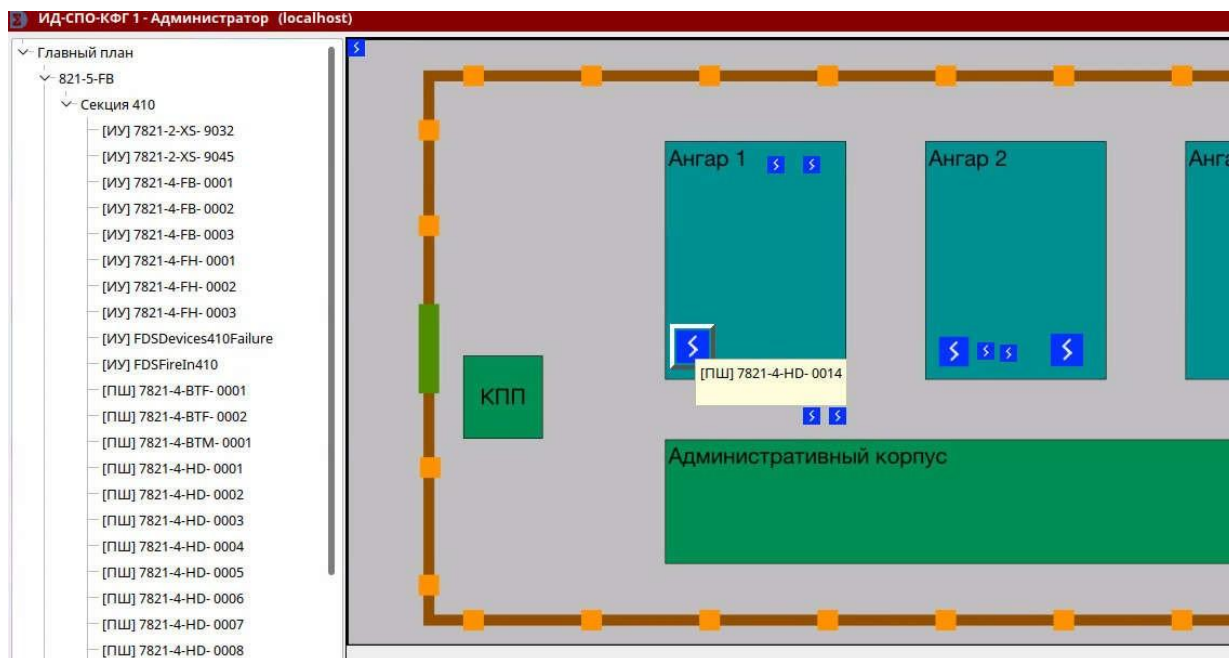 ИД-СПО-КФГ 1 - Администратор (localhost)
Главный план
821-5-FB
Секция 410
[ИУ] 7821-2-XS- 9032
[ИУ] 7821-2-XS- 9045
[ИУ] 7821-4-FB- 0001
[ИУ] 7821-4-FB- 0002
[ИУ] 7821-4-FB- 0003
[ИУ] 7821-4-FH- 0001
[ИУ] 7821-4-FH- 0002
[ИУ] 7821-4-FH- 0003
[ИУ] FDSDevices410Failure
[ИУ] FDSFireIn410
[ПШ] 7821-4-BTF- 0001
[ПШ] 7821-4-BTF- 0002
[ПШ] 7821-4-BTM- 0001
[ПШ] 7821-4-HD- 0001
[ПШ] 7821-4-HD- 0002
[ПШ] 7821-4-HD- 0003
[ПШ] 7821-4-HD- 0004
[ПШ] 7821-4-HD- 0005
[ПШ] 7821-4-HD- 0006
[ПШ] 7821-4-HD- 0007
[ПШ] 7821-4-HD- 0008
Ангар 1
Ангар 2
Анга
[ПШ] 7821-4-HD- 0014
КПП
Административный корпус